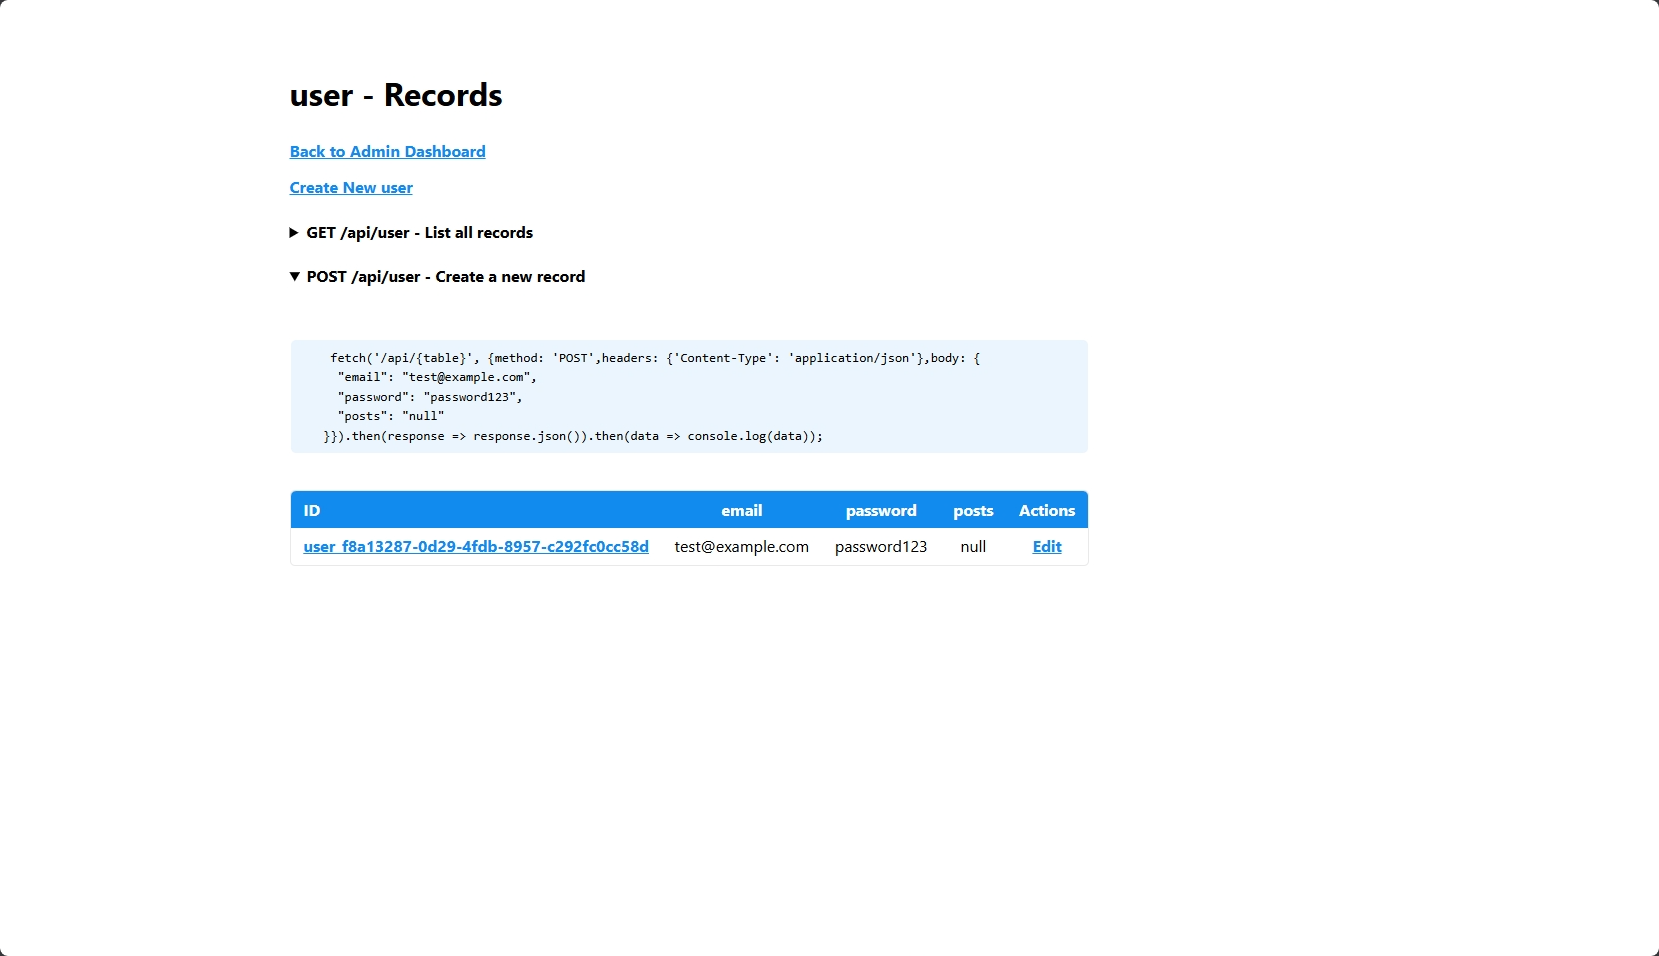 user - Records
Back to Admin Dashboard
Create New user
GET /api/user - List all records
POST /api/user - Create a new record
fetch('/api/{table}', {method: 'POST',headers: {'Content-Type': 'application/json'},body: {
"email": "test@example.com",
"password": "password123",
"posts": "null"
}}).then(response => response.json()).then(data => console.log(data));
ID email password posts Actions
user_f8a13287-0d29-4fdb-8957-c292fc0cc58d test@example.com password123 null Edit